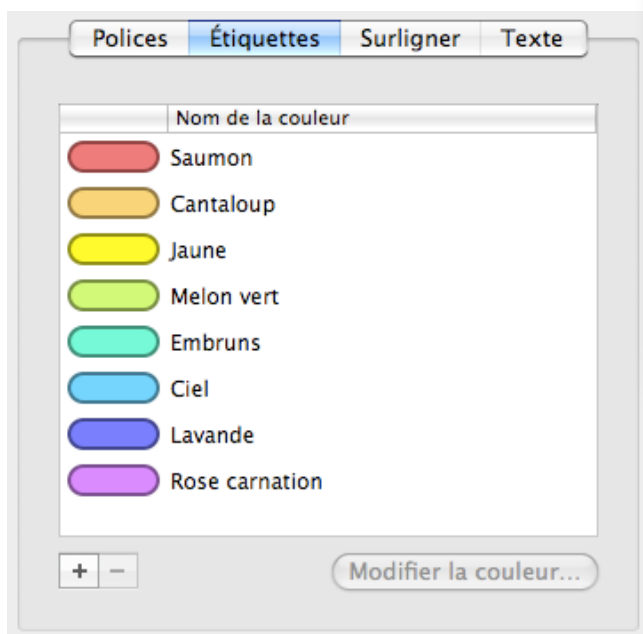 Polices Étiquettes Surligner Texte
Nom de la couleur
Saumon
Cantaloup
Jaune
Melon vert
Embruns
Ciel
Lavande
Rose carnation
+ −
Modifier la couleur...